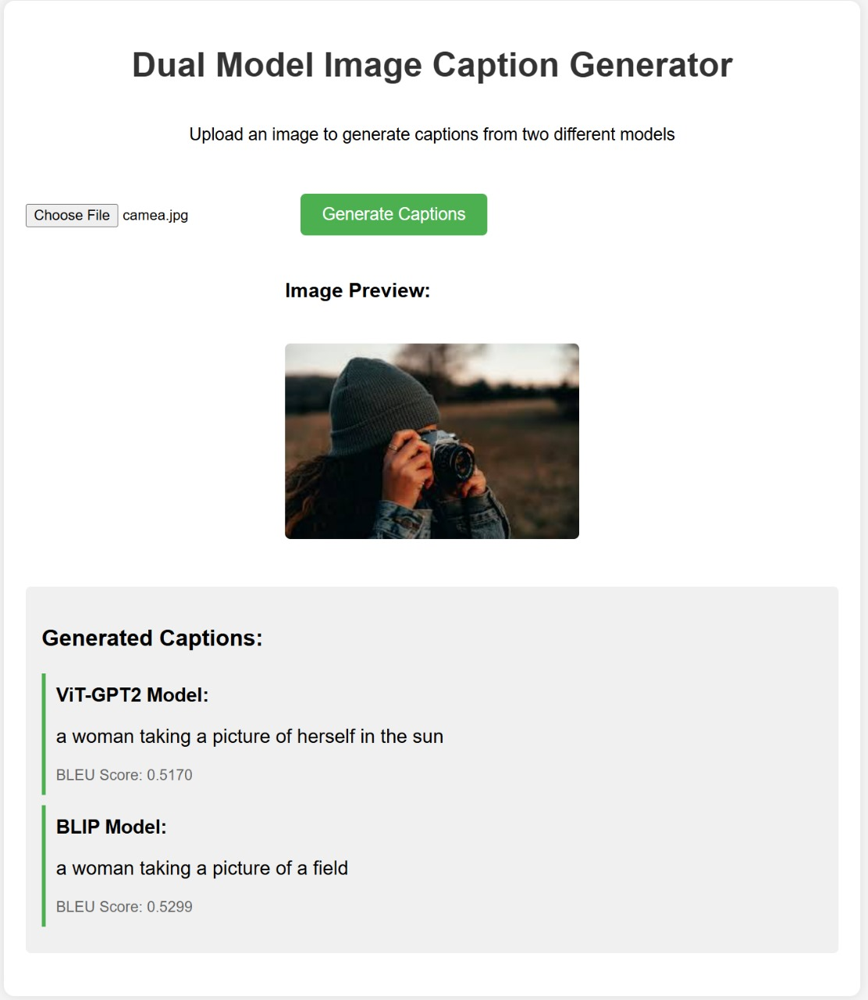 Dual Model Image Caption Generator
Upload an image to generate captions from two different models
Choose File camea.jpg
Generate Captions
Image Preview:
Generated Captions:
ViT-GPT2 Model:
a woman taking a picture of herself in the sun
BLEU Score: 0.5170
BLIP Model:
a woman taking a picture of a field
BLEU Score: 0.5299